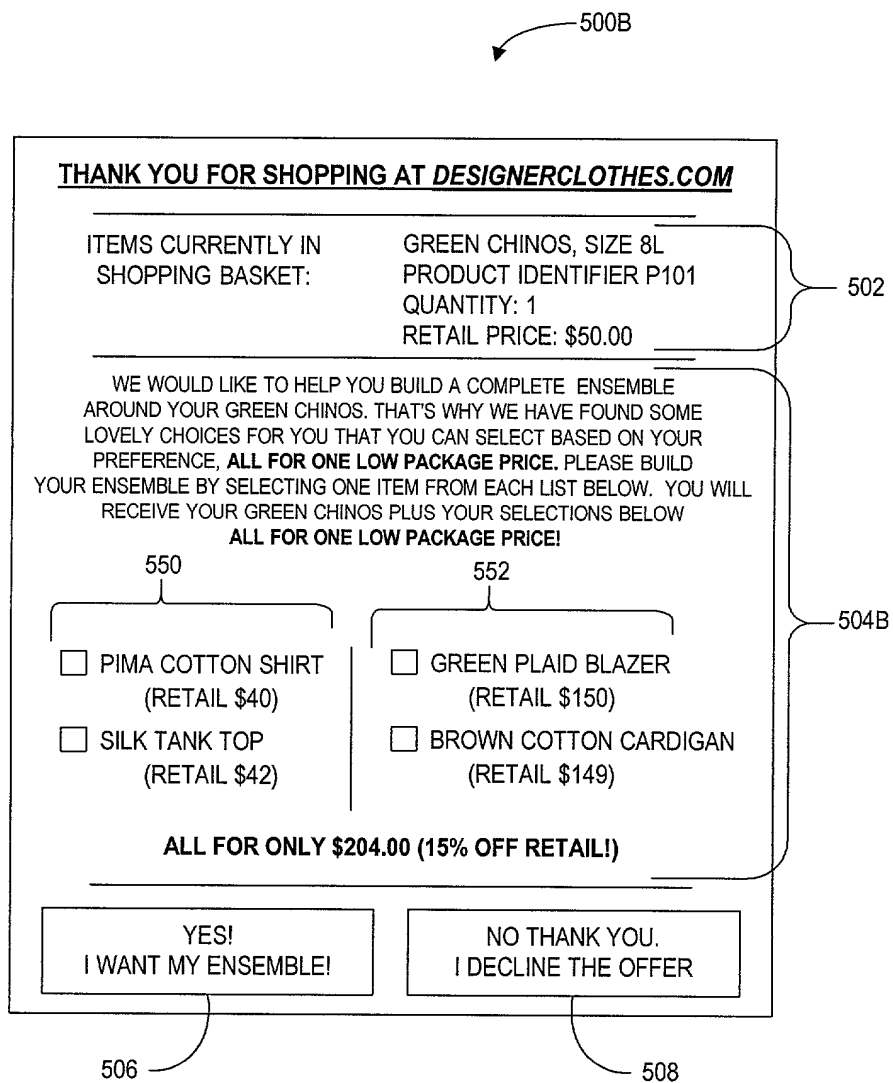 500B
THANK YOU FOR SHOPPING AT DESIGNERCLOTHES.COM
ITEMS CURRENTLY IN
SHOPPING BASKET:
GREEN CHINOS, SIZE 8L
PRODUCT IDENTIFIER P101
QUANTITY: 1
RETAIL PRICE: $50.00
502
WE WOULD LIKE TO HELP YOU BUILD A COMPLETE ENSEMBLE
AROUND YOUR GREEN CHINOS. THAT'S WHY WE HAVE FOUND SOME
LOVELY CHOICES FOR YOU THAT YOU CAN SELECT BASED ON YOUR
PREFERENCE, ALL FOR ONE LOW PACKAGE PRICE. PLEASE BUILD
YOUR ENSEMBLE BY SELECTING ONE ITEM FROM EACH LIST BELOW. YOU WILL
RECEIVE YOUR GREEN CHINOS PLUS YOUR SELECTIONS BELOW
ALL FOR ONE LOW PACKAGE PRICE!
550
PIMA COTTON SHIRT
(RETAIL $40)
SILK TANK TOP
(RETAIL $42)
552
GREEN PLAID BLAZER
(RETAIL $150)
BROWN COTTON CARDIGAN
(RETAIL $149)
504B
ALL FOR ONLY $204.00 (15% OFF RETAIL!)
YES!
I WANT MY ENSEMBLE!
NO THANK YOU.
I DECLINE THE OFFER
506
508